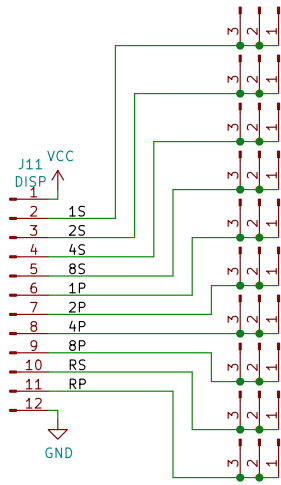 3 2 1
3 2 1
3 2 1
3 2 1
3 2 1
3 2 1
3 2 1
3 2 1
3 2 1
3 2 1
J11 VCC
DISP
1
2 1S
3 2S
4 4S
5 8S
6 1P
7 2P
8 4P
9 8P
10 RS
11 RP
12
GND